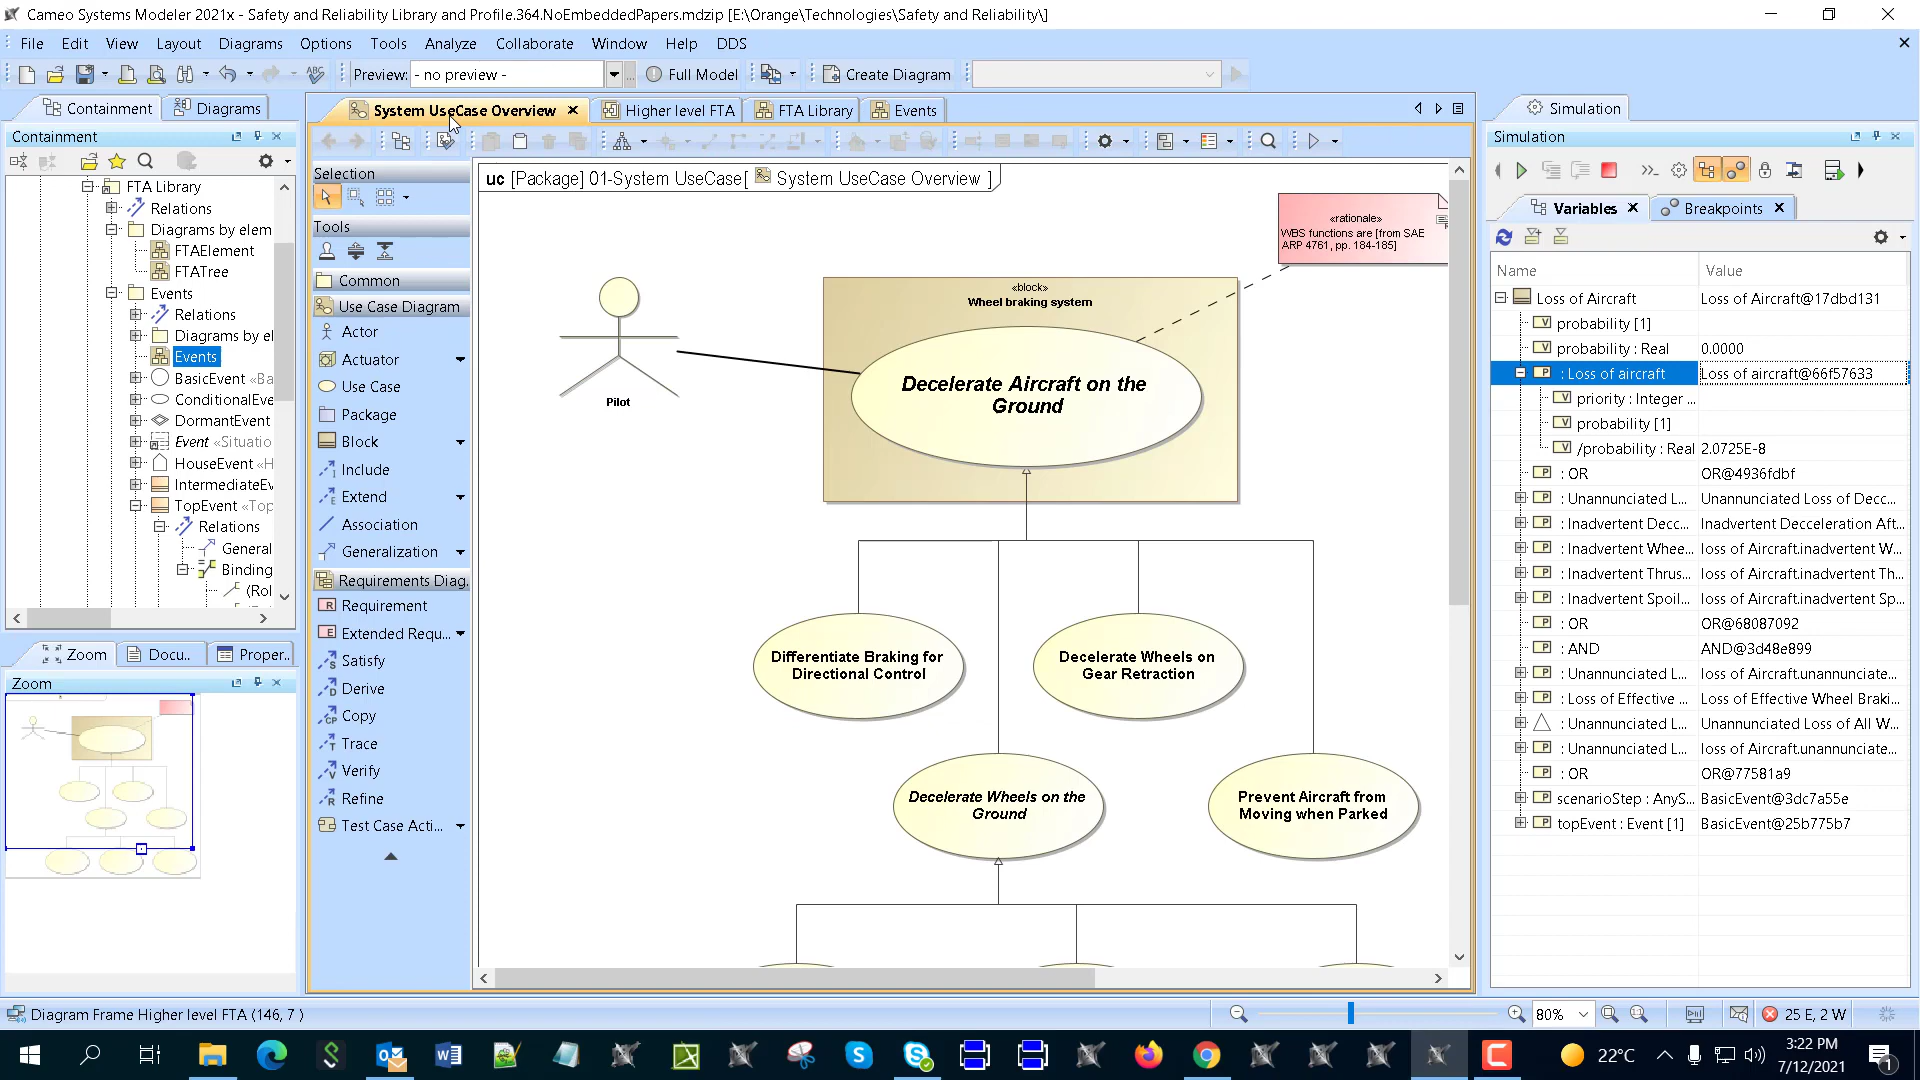 Cameo Systems Modeler 2021x - Safety and Reliability Library and Profile.364.NoEmbeddedPapers.mdzip [E:\Orange\Technologies\Safety and Reliability\]
File Edit View Layout Diagrams Options Tools Analyze Collaborate Window Help DDS
Preview: - no preview - Full Model Create Diagram
Containment Diagrams
Containment
FTA Library
Relations
Diagrams by elem
FTAElement
FTATree
Events
Relations
Diagrams by el
Events
BasicEvent «Ba
ConditionalEve
DormantEvent
Event «Situatio
HouseEvent «H
IntermediateEv
TopEvent «Top
Relations
General
Binding
(Rol
Zoom Docu... Proper...
Zoom
System UseCase Overview Higher level FTA FTA Library Events
Selection
Tools
Common
Use Case Diagram
Actor
Actuator
Use Case
Package
Block
Include
Extend
Association
Generalization
Requirements Diag...
Requirement
Extended Requ...
Satisfy
Derive
Copy
Trace
Verify
Refine
Test Case Acti...
uc [Package] 01-System UseCase[ System UseCase Overview ]
«rationale»
WBS functions are [from SAE
ARP 4761, pp. 184-185]
«block»
Wheel braking system
Decelerate Aircraft on the
Ground
Pilot
Differentiate Braking for
Directional Control
Decelerate Wheels on
Gear Retraction
Decelerate Wheels on the
Ground
Prevent Aircraft from
Moving when Parked
Simulation
Simulation
Variables Breakpoints
Name Value
Loss of Aircraft Loss of Aircraft@17dbd131
probability [1]
probability : Real 0.0000
: Loss of aircraft Loss of aircraft@66f57633
priority : Integer ...
probability [1]
/probability : Real 2.0725E-8
: OR OR@4936fdbf
: Unannunciated L... Unannunciated Loss of Decc...
: Inadvertent Decc... Inadvertent Decceleration Aft...
: Inadvertent Whee... loss of Aircraft.inadvertent W...
: Inadvertent Thrus... loss of Aircraft.inadvertent Th...
: Inadvertent Spoil... loss of Aircraft.inadvertent Sp...
: OR OR@68087092
: AND AND@3d48e899
: Unannunciated L... loss of Aircraft.unannunciate...
: Loss of Effective ... Loss of Effective Wheel Braki...
: Unannunciated L... Unannunciated Loss of All W...
: Unannunciated L... loss of Aircraft.unannunciate...
: OR OR@77581a9
scenarioStep : AnyS... BasicEvent@3dc7a55e
topEvent : Event [1] BasicEvent@25b775b7
Diagram Frame Higher level FTA (146, 7 )
80% 25 E, 2 W
22°C
3:22 PM
7/12/2021
1